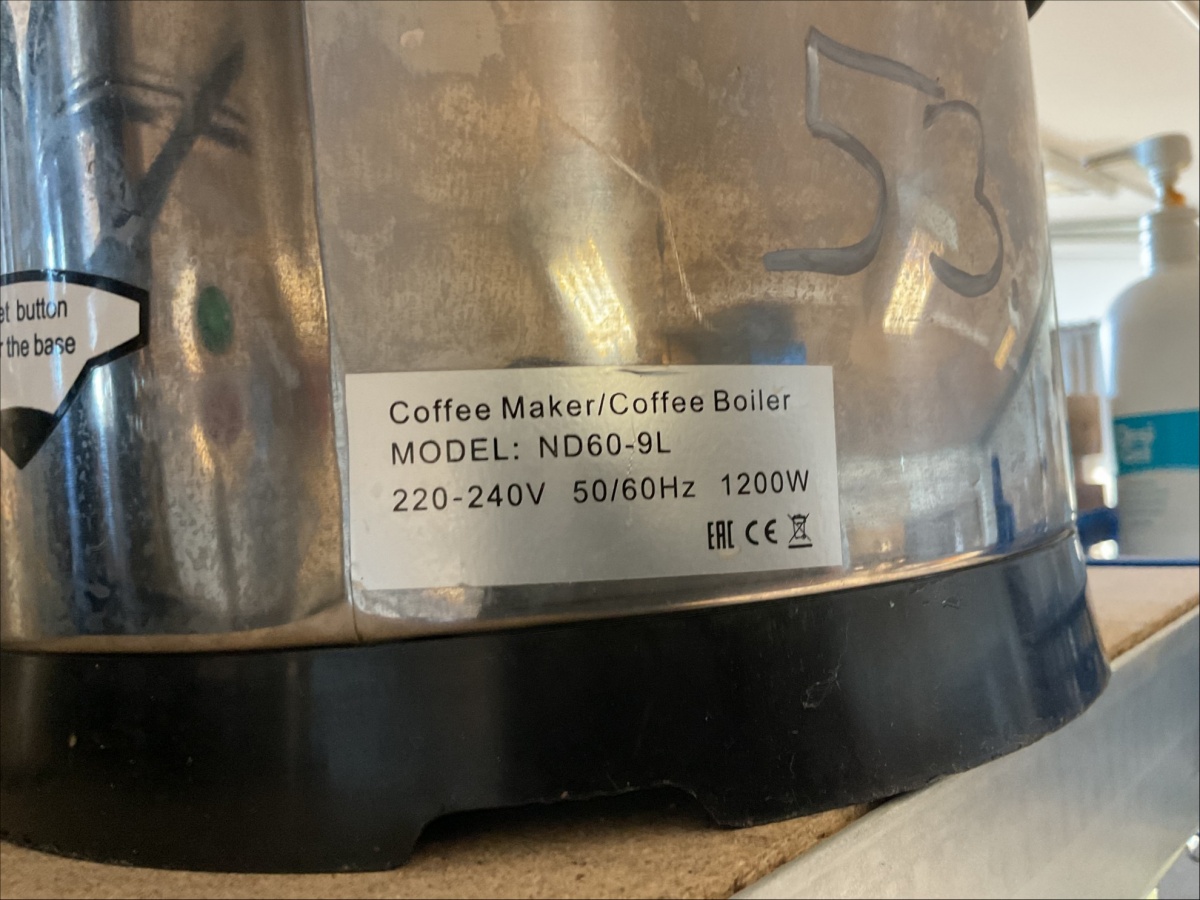 53
et button
r the base
Coffee Maker/Coffee Boiler
MODEL: ND60-9L
220-240V 50/60Hz 1200W
EAC CE